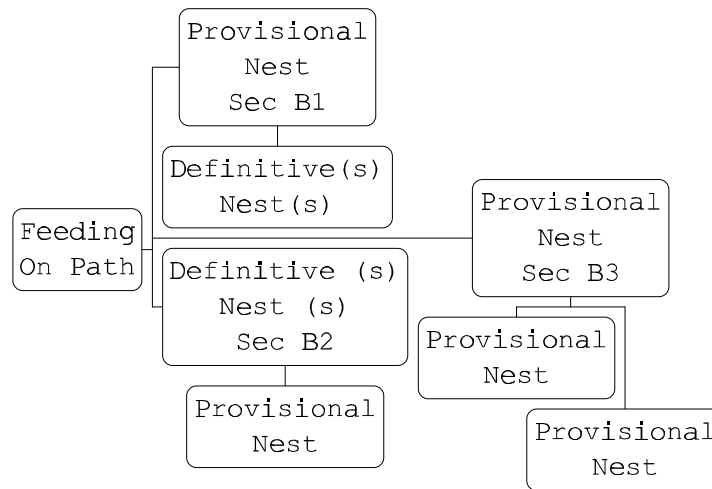 Provisional
Nest
Sec B1
Definitive(s)
Nest(s)
Feeding
On Path
Definitive (s)
Nest (s)
Sec B2
Provisional
Nest
Provisional
Nest
Sec B3
Provisional
Nest
Provisional
Nest